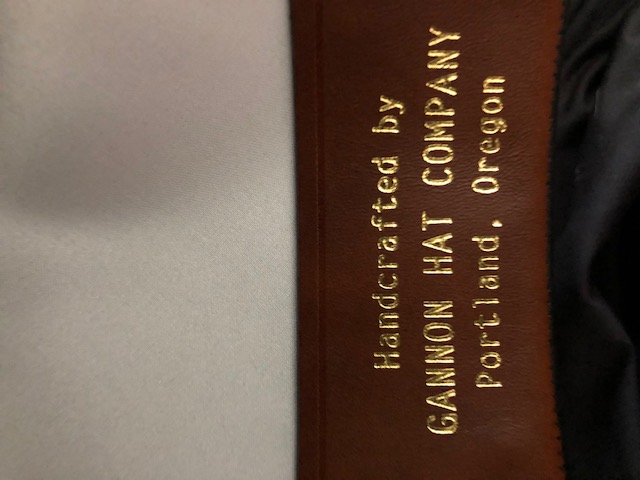 Handcrafted by
GANNON HAT COMPANY
Portland, Oregon